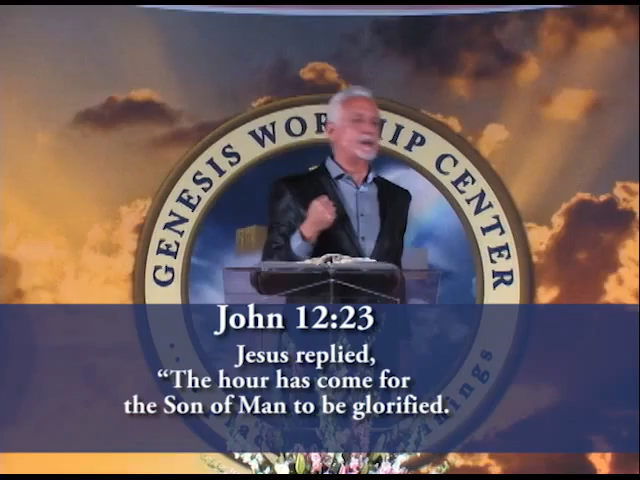 GENESIS WORSHIP CENTER
John 12:23
Jesus replied,
“The hour has come for
the Son of Man to be glorified.